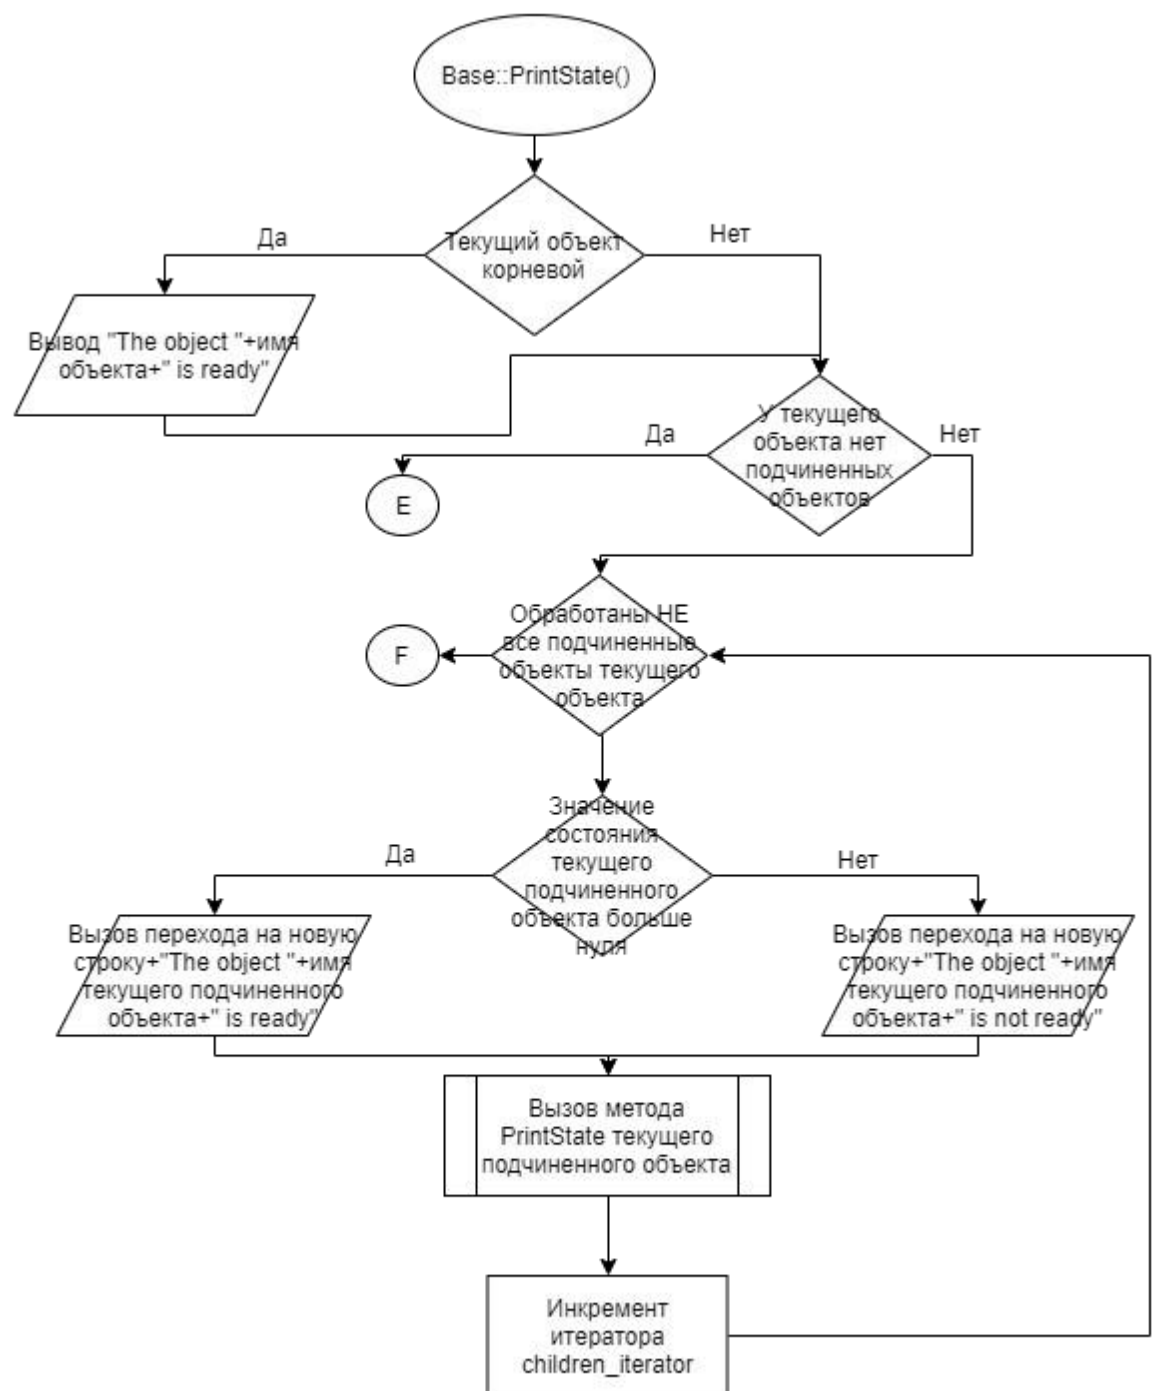 Base::PrintState()
Да
Нет
Текущий объект
корневой
Вывод "The object "+имя
объекта+" is ready"
У текущего
объекта нет
подчиненных
объектов
Да
Нет
E
Обработаны НЕ
все подчиненные
объекты текущего
объекта
F
Значение
состояния
текущего
подчиненного
объекта больше
нуля
Да
Нет
Вызов перехода на новую
строку+"The object "+имя
текущего подчиненного
объекта+" is ready"
Вызов перехода на новую
строку+"The object "+имя
текущего подчиненного
объекта+" is not ready"
Вызов метода
PrintState текущего
подчиненного объекта
Инкремент
итератора
children_iterator